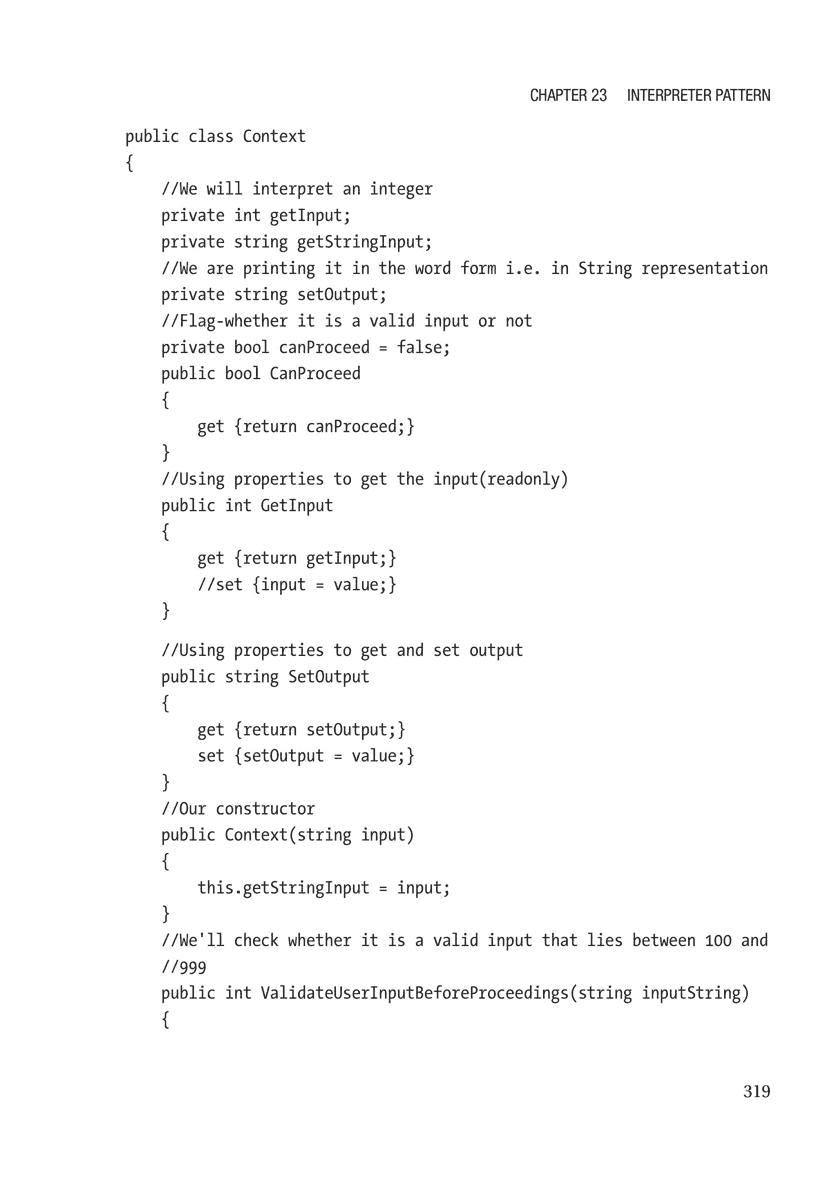 CHAPTER 23 INTERPRETER PATTERN
public class Context
{
//We will interpret an integer
private int getInput;
private string getStringInput;
//We are printing it in the word form i.e. in String representation
private string setOutput;
//Flag-whether it is a valid input or not
private bool canProceed = false;
public bool CanProceed
{
get {return canProceed;}
}
//Using properties to get the input(readonly)
public int GetInput
{
get {return getInput;}
//set {input = value;}
}
//Using properties to get and set output
public string SetOutput
{
get {return setOutput;}
set {setOutput = value;}
}
//Our constructor
public Context(string input)
{
this.getStringInput = input;
}
//We'll check whether it is a valid input that lies between 100 and
//999
public int ValidateUserInputBeforeProceedings(string inputString)
{
319